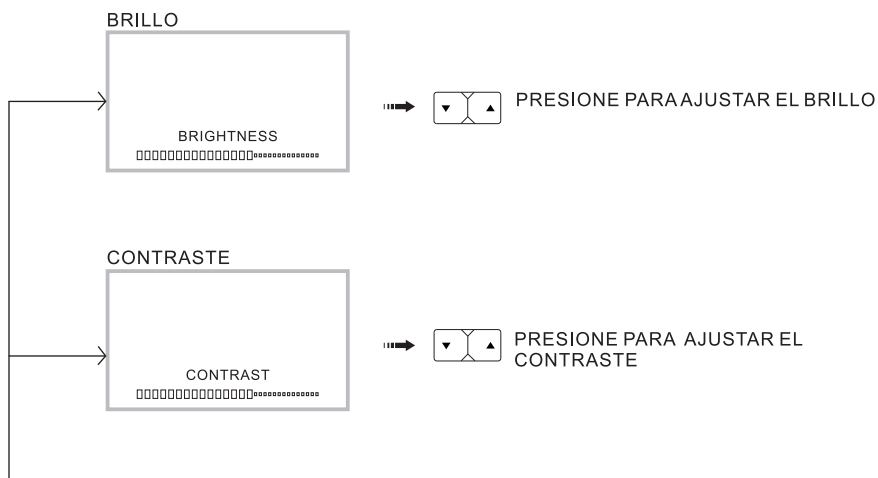 BRILLO
BRIGHTNESS
PRESIONE PARA AJUSTAR EL BRILLO
CONTRASTE
CONTRAST
PRESIONE PARA AJUSTAR EL
CONTRASTE